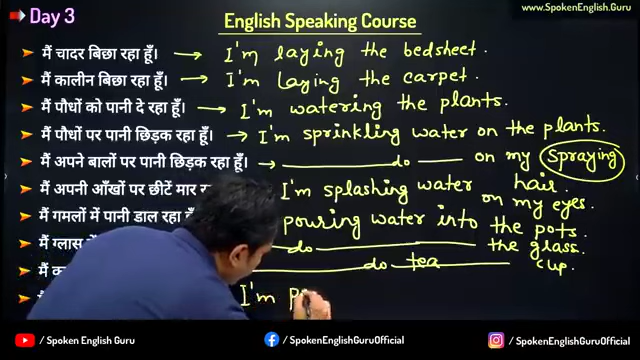 Day 3
English Speaking Course
www.SpokenEnglish.Guru
मैं चादर बिछा रहा हूँ। → I'm laying the bedsheet.
मैं कालीन बिछा रहा हूँ। → I'm laying the carpet.
मैं पौधों को पानी दे रहा हूँ। → I'm watering the plants.
मैं पौधों पर पानी छिड़क रहा हूँ। → I'm sprinkling water on the plants.
मैं अपने बालों पर पानी छिड़क रहा हूँ। → do on my hair. Spraying
मैं अपनी आँखों पर छींटें मार I'm splashing water on my eyes.
मैं गमलों में पानी डाल रहा pouring water into the pots.
मैं ग्लास do the glass.
मैं do tea cup.
I'm
/ Spoken English Guru
/ SpokenEnglishGuruOfficial
/ SpokenEnglishGuruOfficial